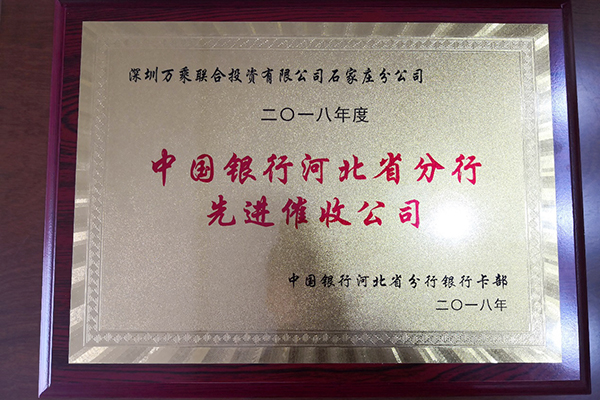 深圳万乘联合投资有限公司石家庄分公司
二〇一八年度
中国银行河北省分行
先进催收公司
中国银行河北省分行银行卡部
二〇一八年